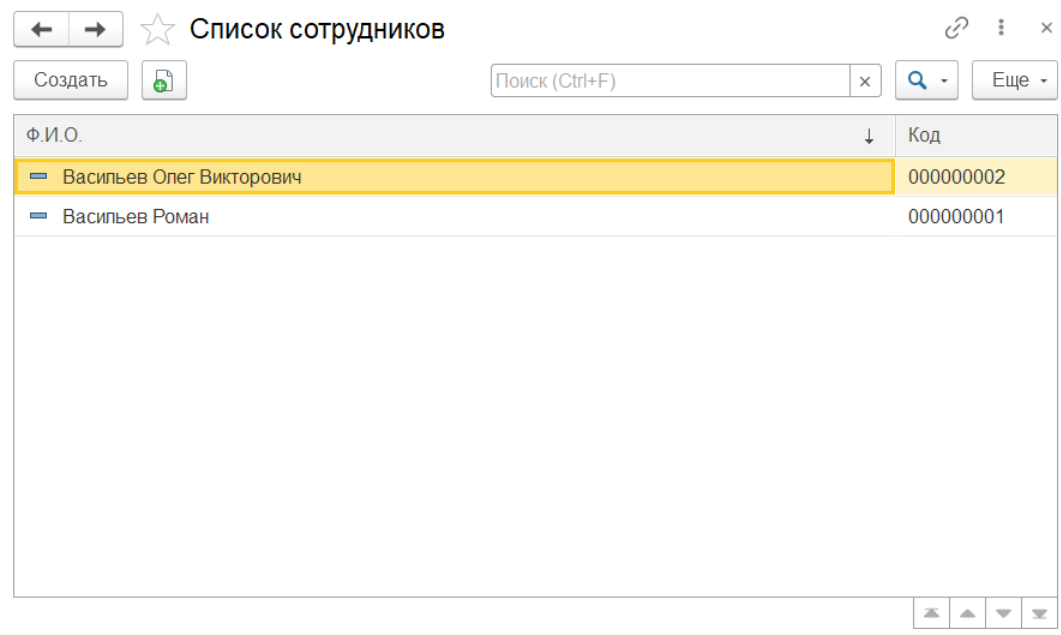 Список сотрудников
Создать
Поиск (Ctrl+F)
Еще
Ф.И.О.
Код
Васильев Олег Викторович
000000002
Васильев Роман
000000001